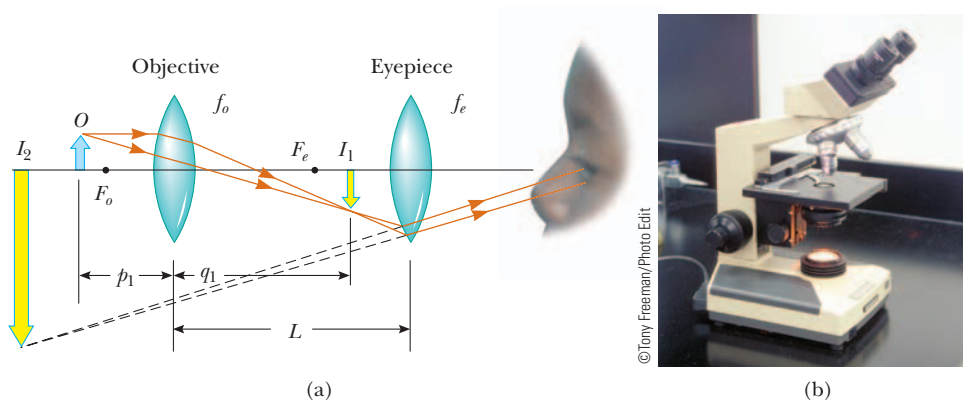 Objective
Eyepiece
f_o
f_e
O
I_2
F_o
F_e
I_1
p_1
q_1
L
(a)
©Tony Freeman/Photo Edit
(b)